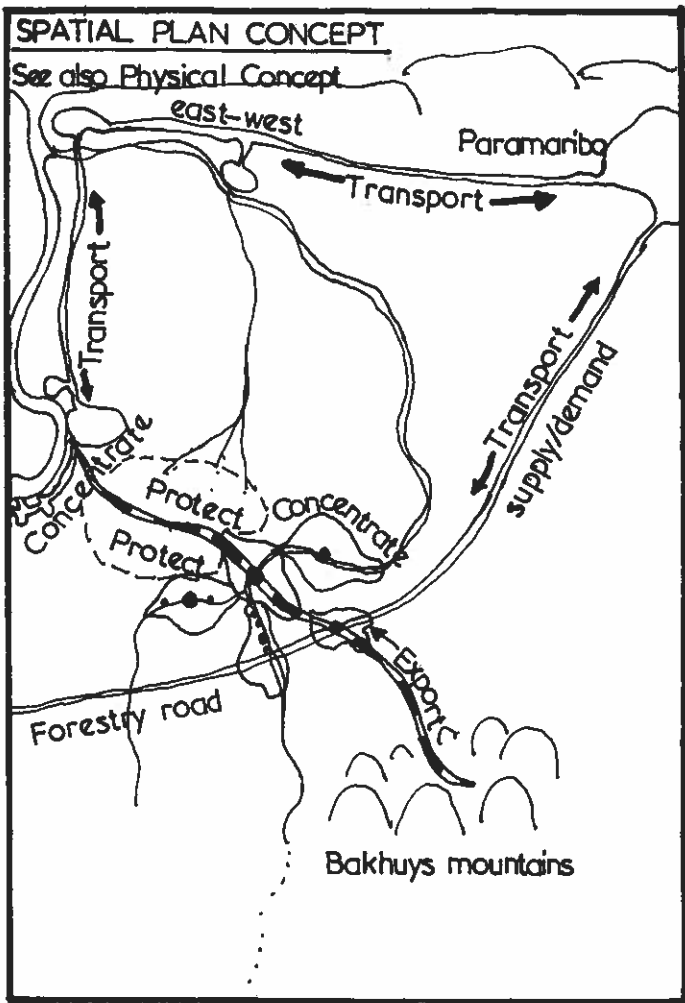 SPATIAL PLAN CONCEPT
See also Physical Concept
east-west
Paramaribo
Transport
Transport
Transport
supply/demand
Concentrate
Protect
Concentrate
Protect
Export
Forestry road
Bakhuys mountains